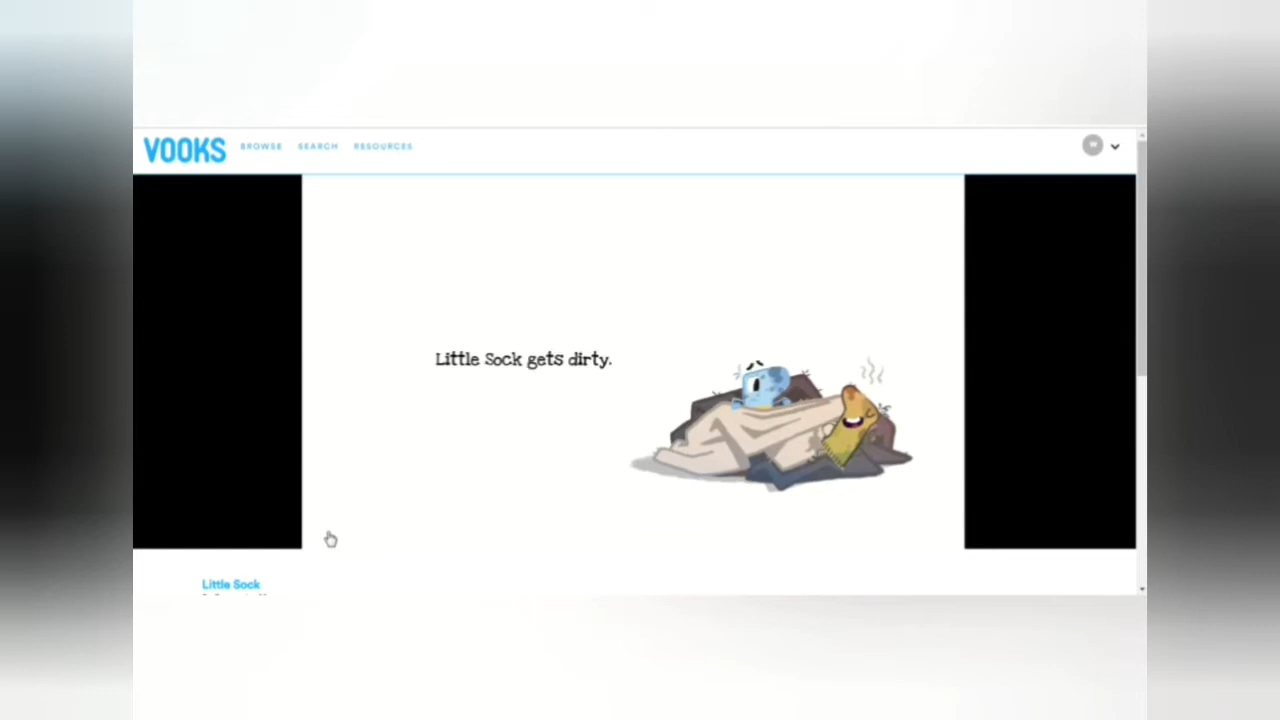 VOOKS
BROWSE SEARCH RESOURCES
Little Sock gets dirty.
Little Sock